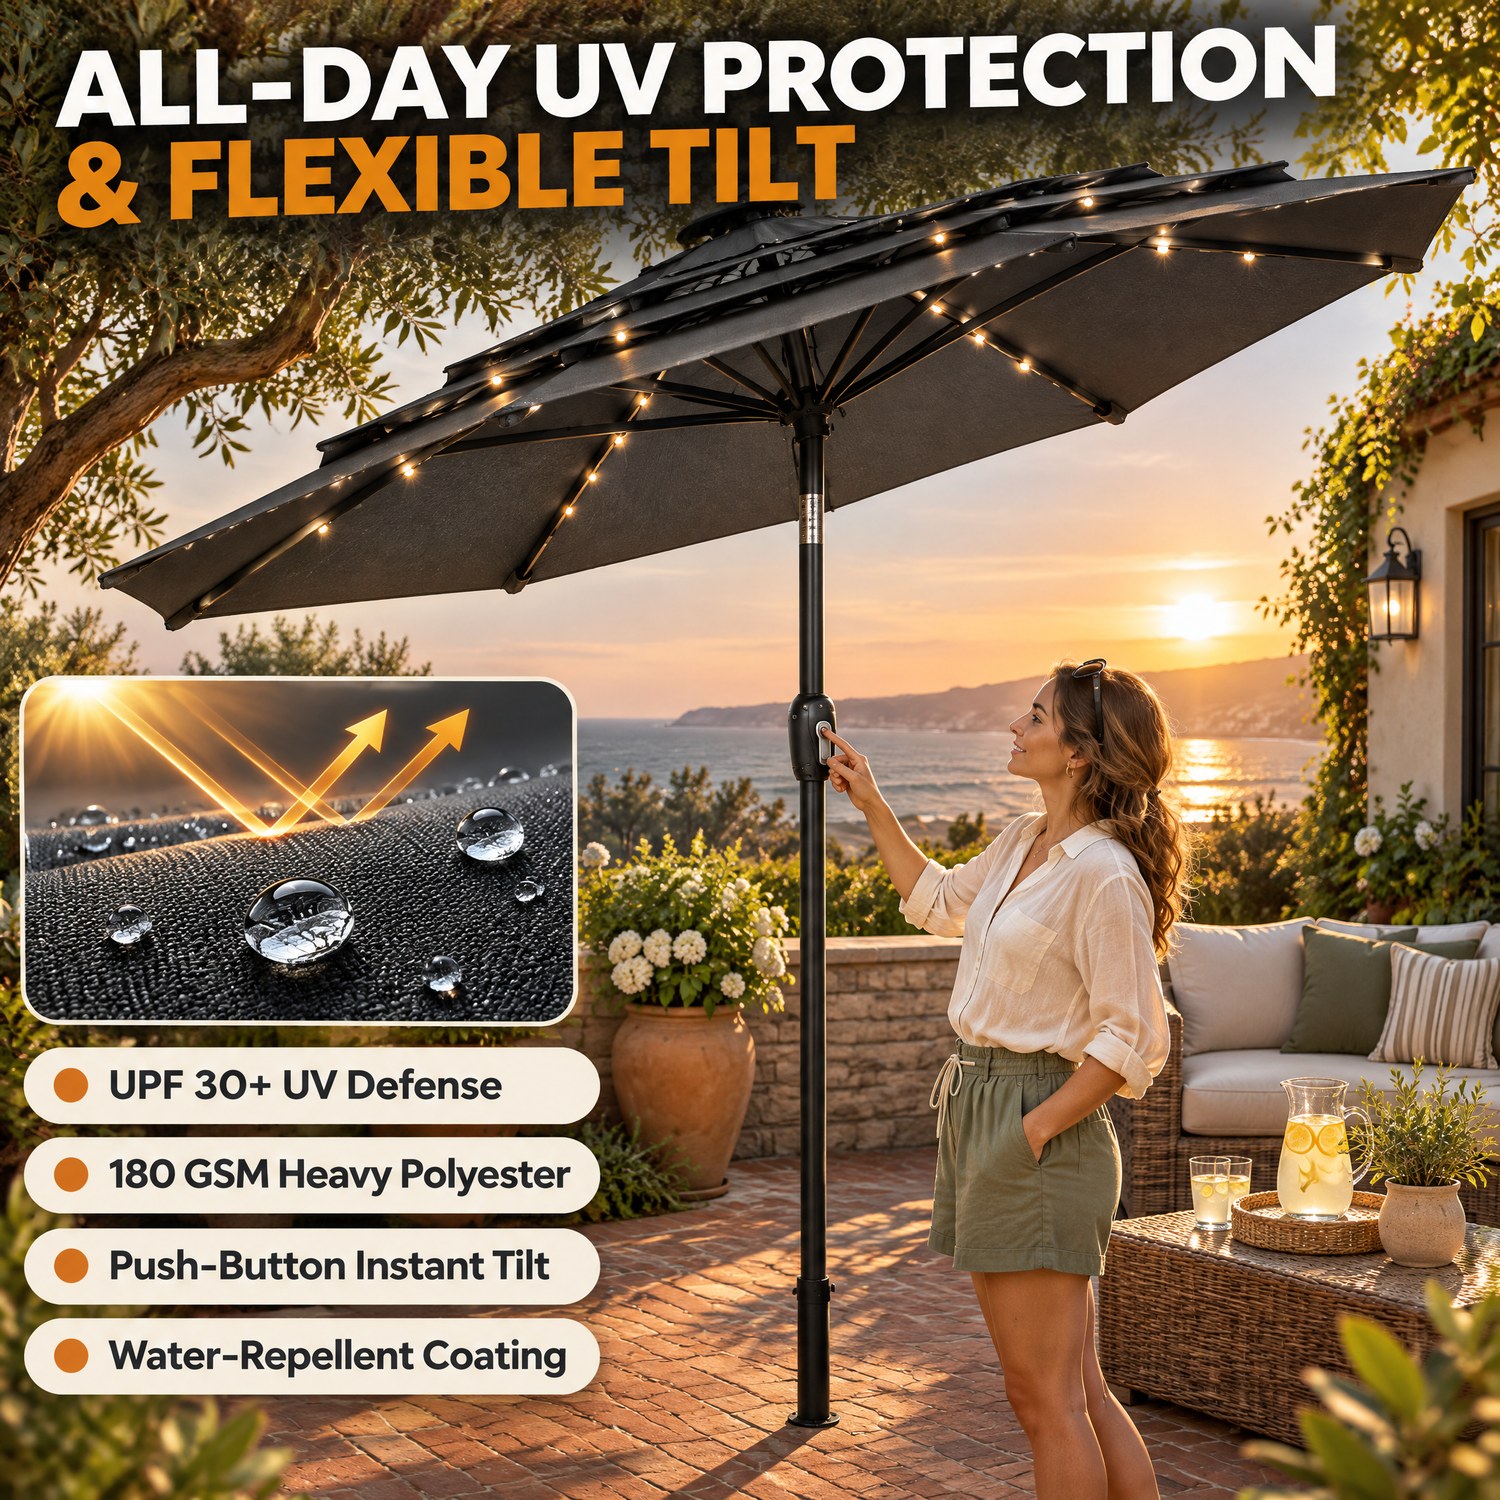 ALL-DAY UV PROTECTION
& FLEXIBLE TILT
UPF 30+ UV Defense
180 GSM Heavy Polyester
Push-Button Instant Tilt
Water-Repellent Coating